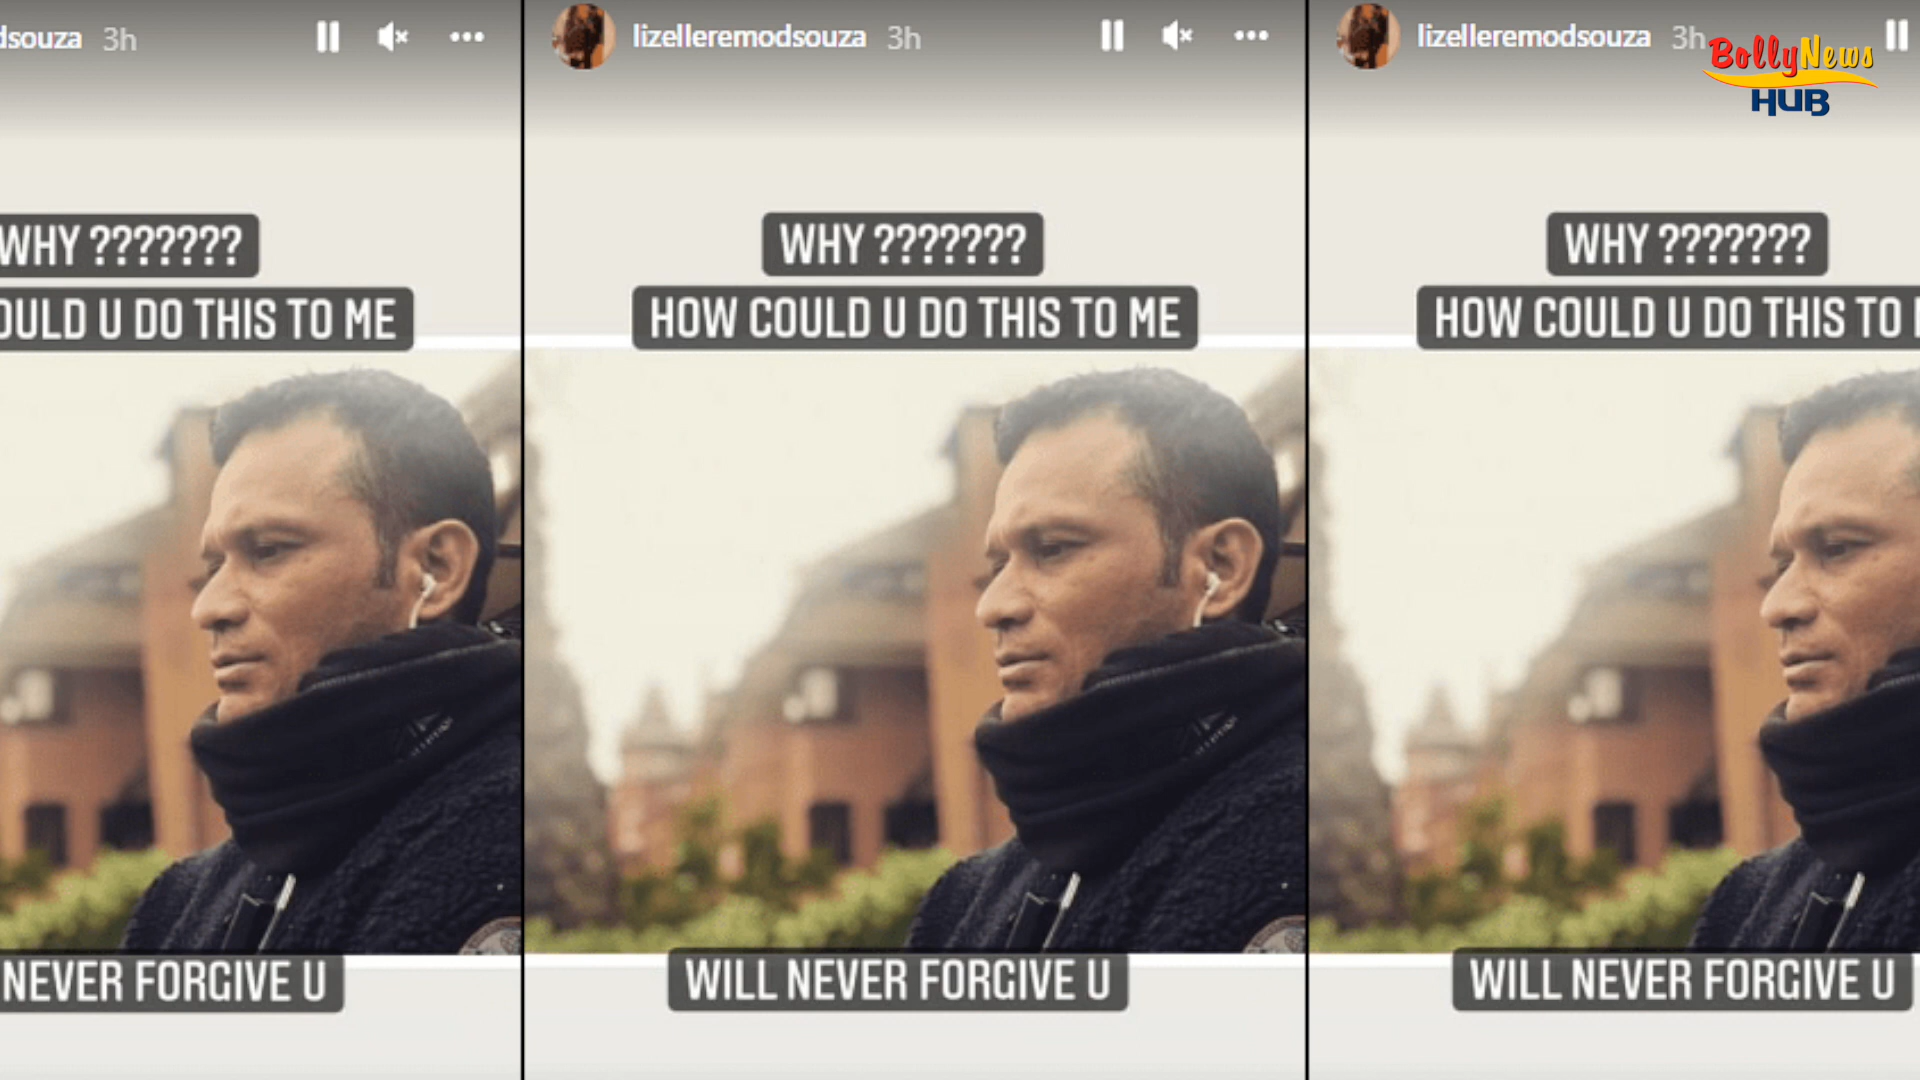 dsouza 3h
WHY ???????
OULD U DO THIS TO ME
NEVER FORGIVE U
lizelleremodsouza 3h
WHY ???????
HOW COULD U DO THIS TO ME
WILL NEVER FORGIVE U
lizelleremodsouza 3h
BollyNews
HUB
WHY ???????
HOW COULD U DO THIS TO
WILL NEVER FORGIVE U